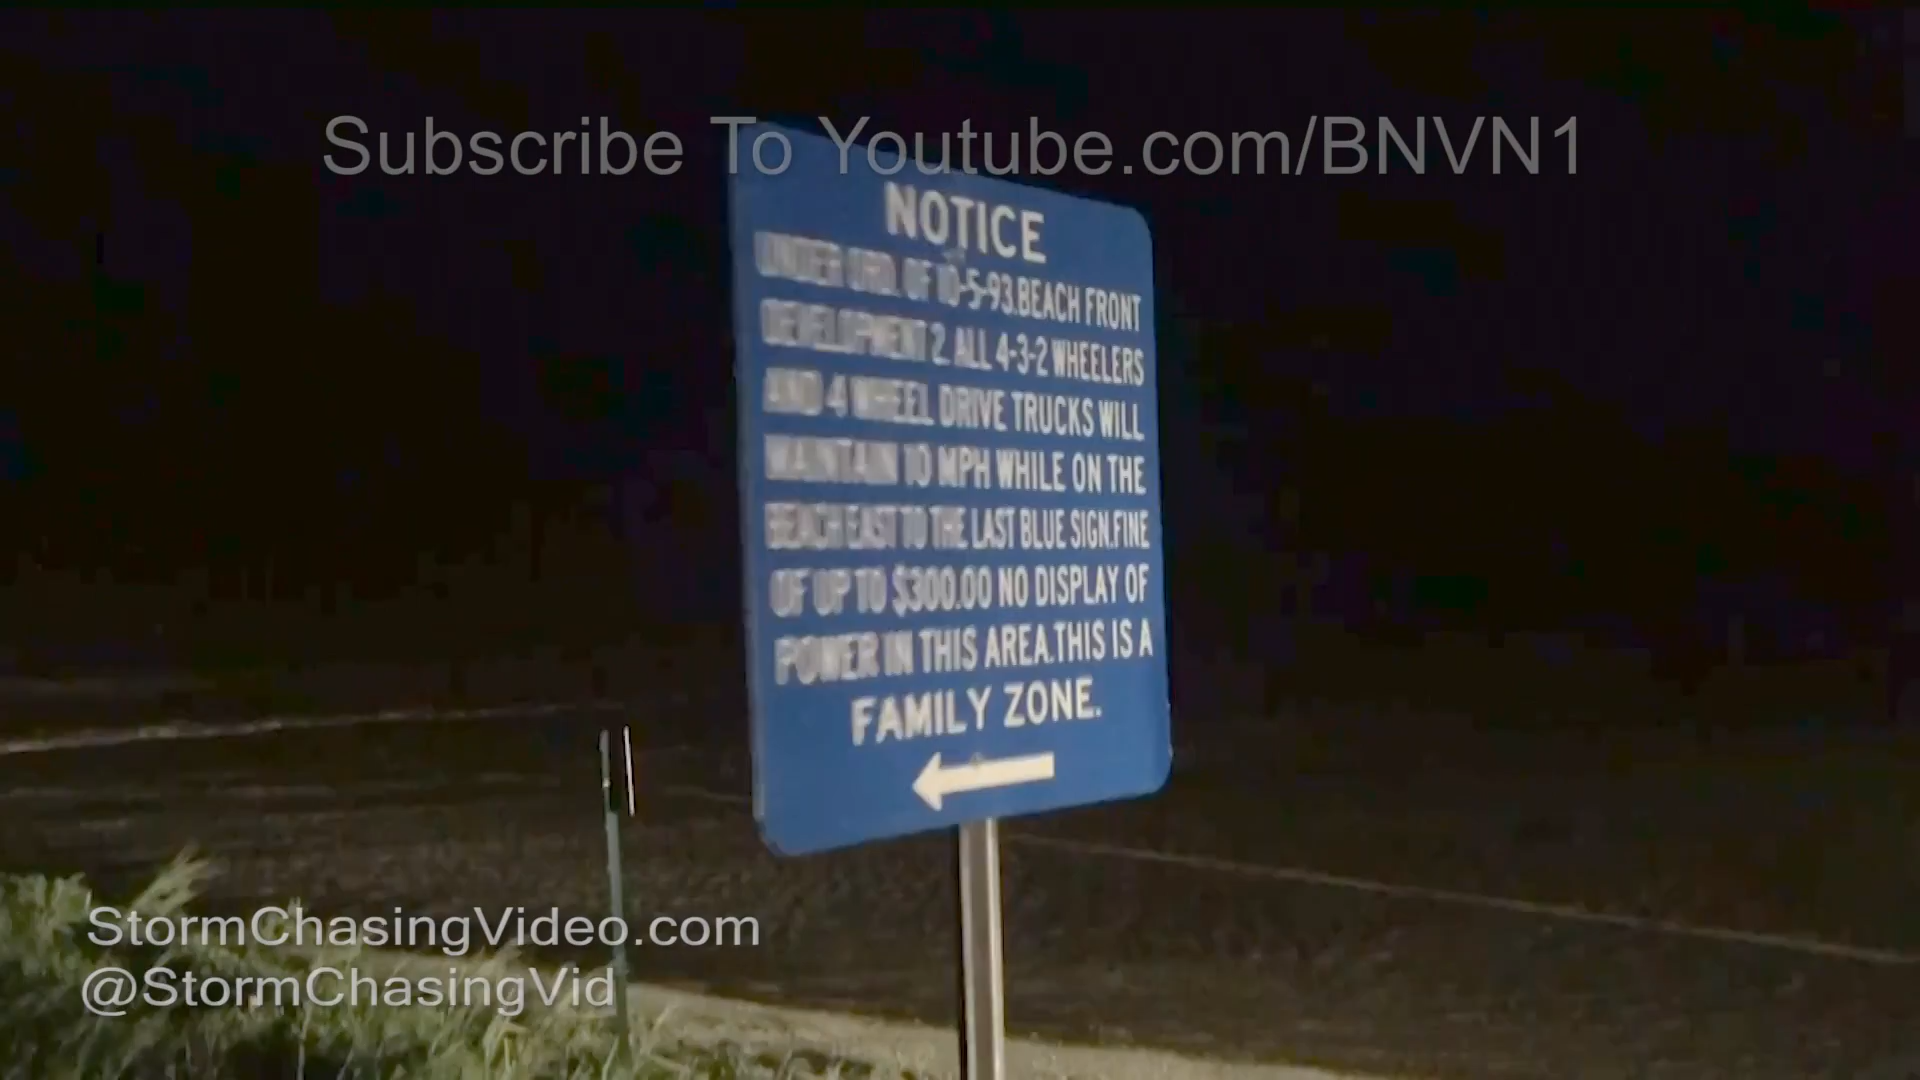 Subscribe To Youtube.com/BNVN1
NOTICE
UNDER ORD. OF 10-5-93.BEACH FRONT
DEVELOPMENT 2. ALL 4-3-2 WHEELERS
AND 4 WHEEL DRIVE TRUCKS WILL
MAINTAIN 10 MPH WHILE ON THE
BEACH EAST TO THE LAST BLUE SIGN.FINE
OF UP TO $300.00 NO DISPLAY OF
POWER IN THIS AREA.THIS IS A
FAMILY ZONE.
StormChasingVideo.com
@StormChasingVid